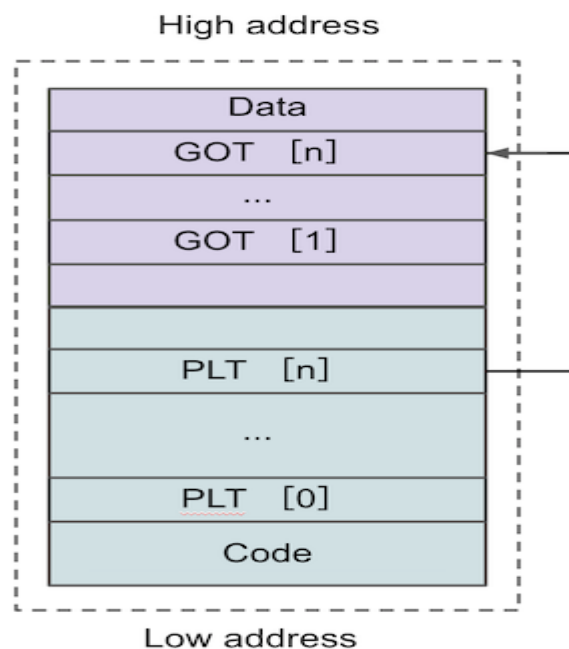 High address
Data
GOT [n]
...
GOT [1]
PLT [n]
...
PLT [0]
Code
Low address